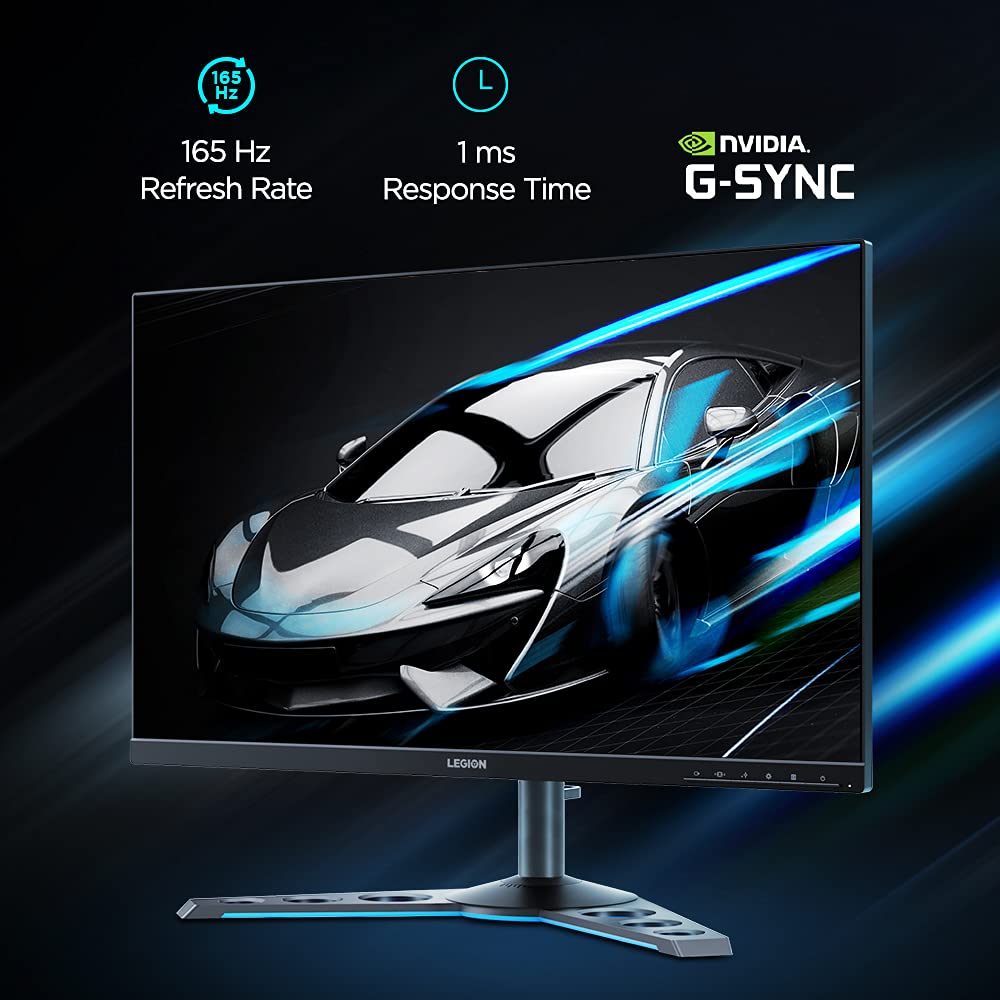 165
Hz
165 Hz
Refresh Rate
1 ms
Response Time
NVIDIA.
G-SYNC
LEGION